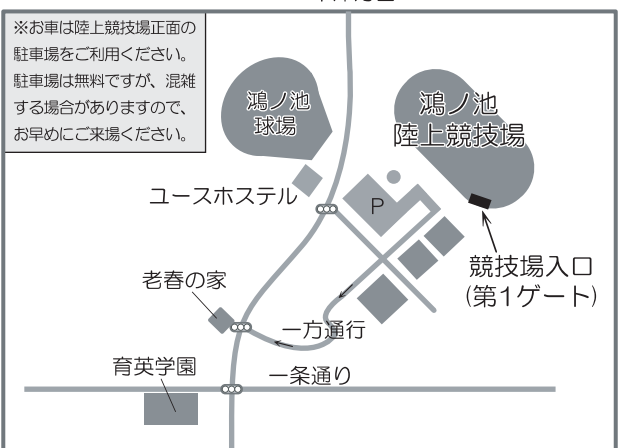 ※お車は陸上競技場正面の
駐車場をご利用ください。
駐車場は無料ですが、混雑
する場合がありますので、
お早めにご来場ください。
鴻ノ池
球場
鴻ノ池
陸上競技場
ユースホステル
P
競技場入口
(第1ゲート)
老春の家
一方通行
育英学園
一条通り